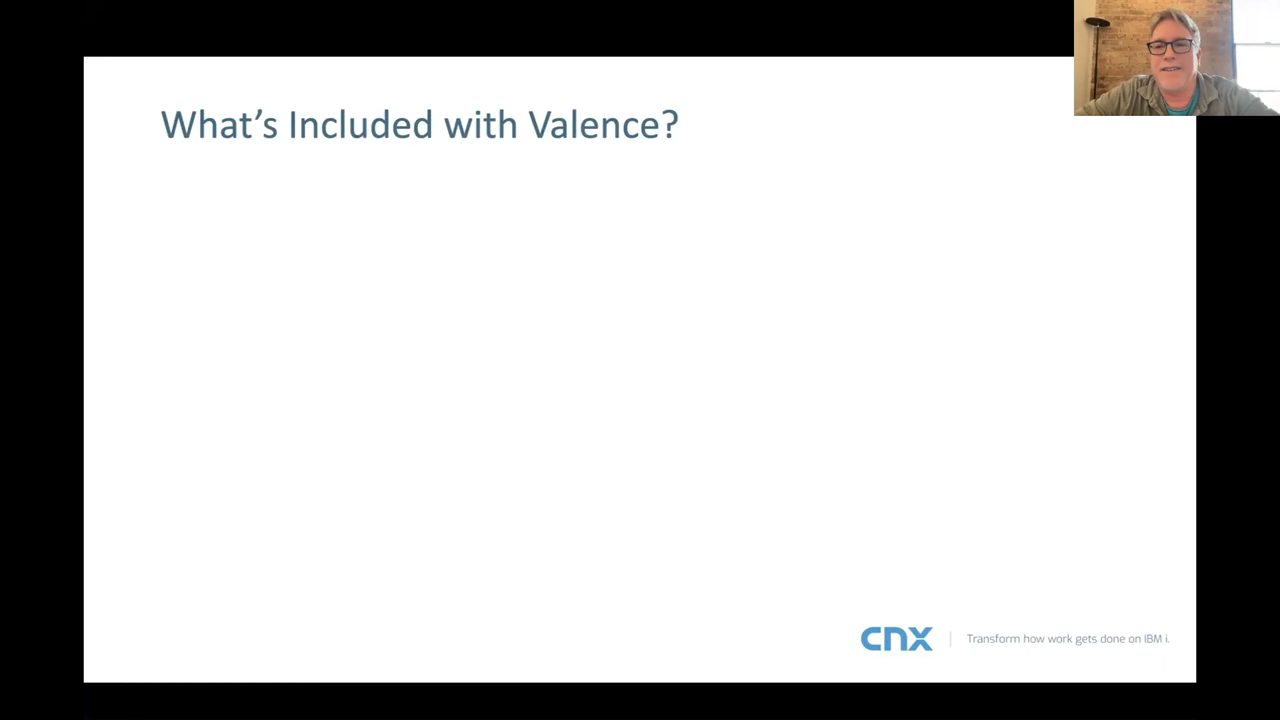 What's Included with Valence?
cnx
Transform how work gets done on IBM i.